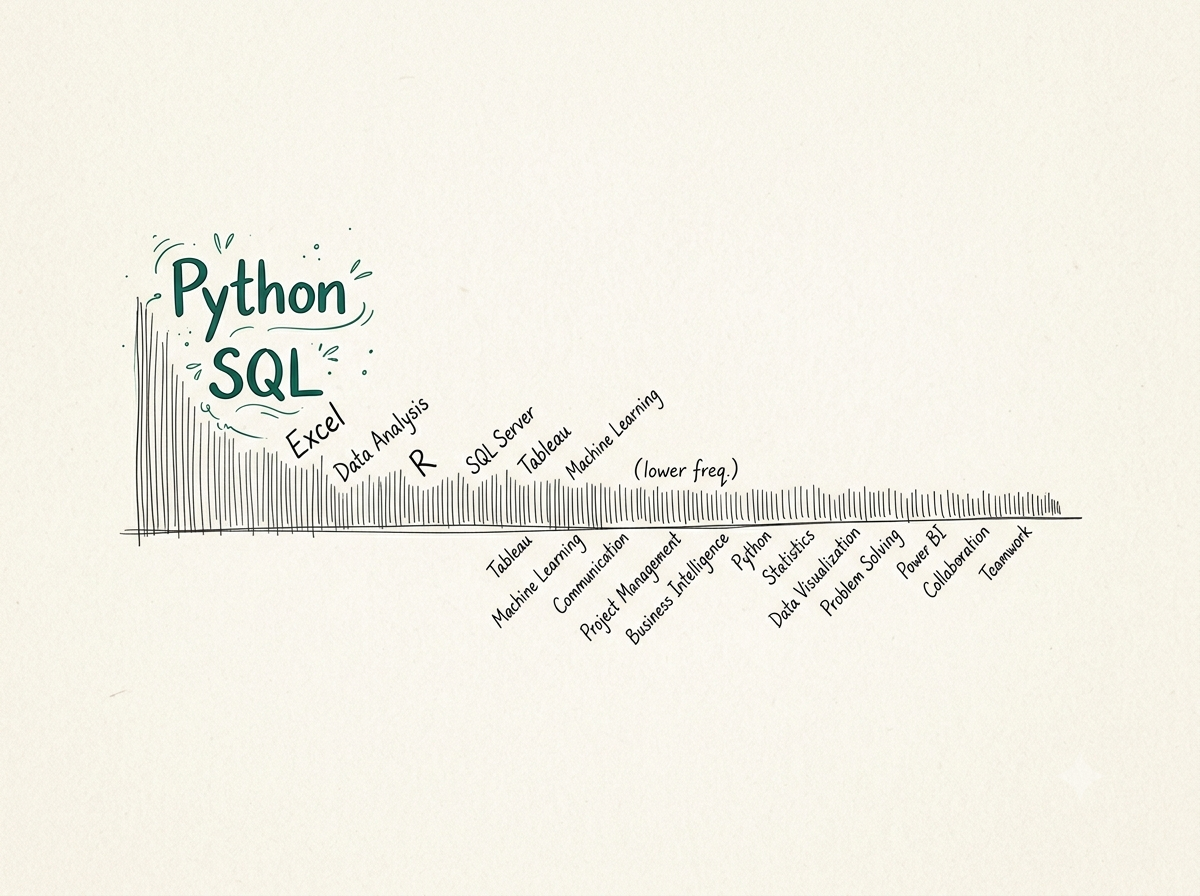 Python
SQL
Excel
Data Analysis
R
SQL Server
Tableau
Machine Learning
(lower freq.)
Tableau
Machine Learning
Communication
Project Management
Business Intelligence
Python
Statistics
Data Visualization
Problem Solving
Power BI
Collaboration
Teamwork